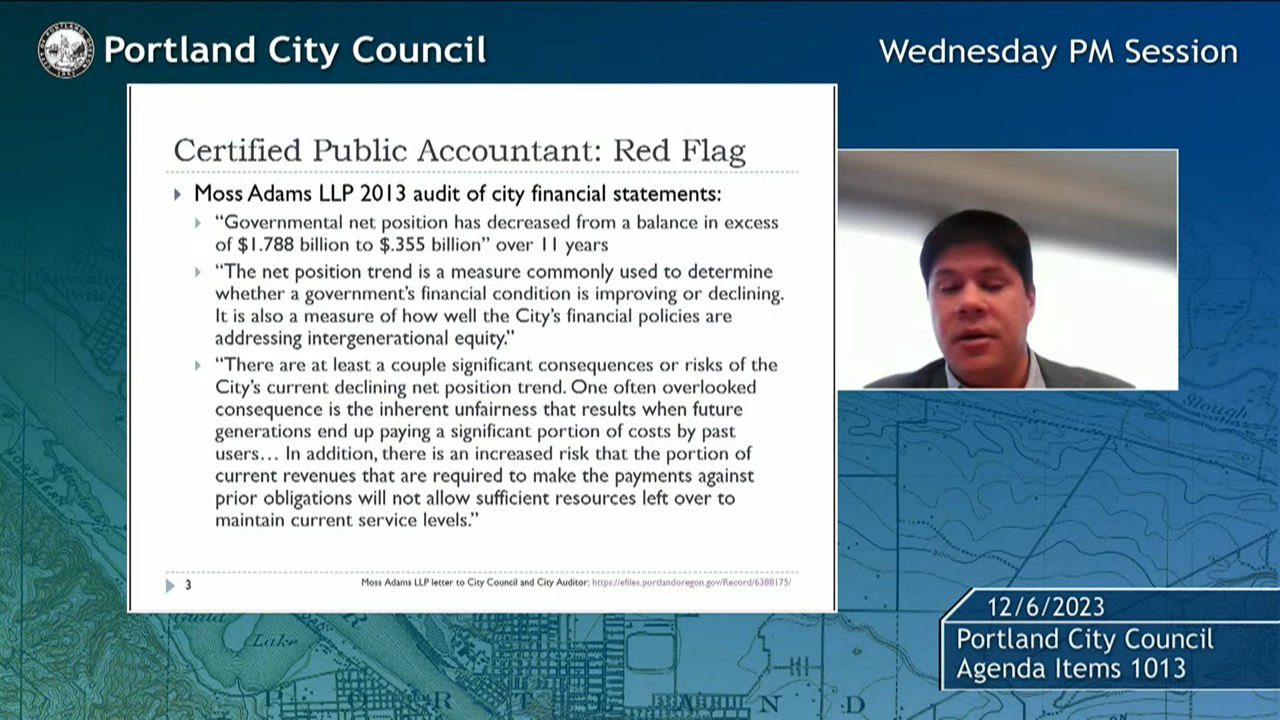 Portland City Council
Wednesday PM Session
Certified Public Accountant: Red Flag
Moss Adams LLP 2013 audit of city financial statements:
“Governmental net position has decreased from a balance in excess
of $1.788 billion to $.355 billion” over 11 years
“The net position trend is a measure commonly used to determine
whether a government’s financial condition is improving or declining.
It is also a measure of how well the City’s financial policies are
addressing intergenerational equity.”
“There are at least a couple significant consequences or risks of the
City’s current declining net position trend. One often overlooked
consequence is the inherent unfairness that results when future
generations end up paying a significant portion of costs by past
users… In addition, there is an increased risk that the portion of
current revenues that are required to make the payments against
prior obligations will not allow sufficient resources left over to
maintain current service levels.”
3
Moss Adams LLP letter to City Council and City Auditor: https://efiles.portlandoregon.gov/Record/6388175/
Slough
Guild
Lake
12/6/2023
Portland City Council
Agenda Items 1013